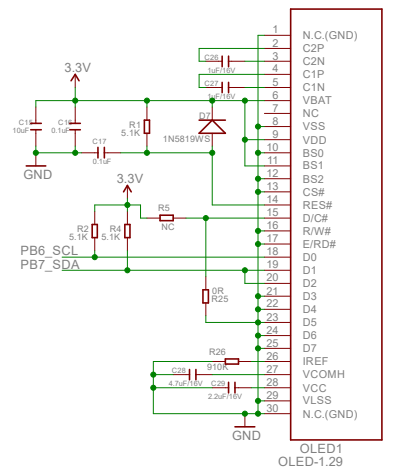 1 N.C.(GND)
2 C2P
C26
3 C2N
1uF/16V
4 C1P
C27
5 C1N
1uF/16V
3.3V
6 VBAT
7 NC
8 VSS
9 VDD
10 BS0
11 BS1
12 BS2
13 CS#
14 RES#
15 D/C#
16 R/W#
17 E/RD#
18 D0
19 D1
20 D2
21 D3
22 D4
23 D5
24 D6
25 D7
26 IREF
27 VCOMH
28 VCC
29 VLSS
30 N.C.(GND)
10uF
0.1uF
R1
5.1K
D7
1N5819WS
C17
0.1uF
GND
3.3V
R5
NC
R2
5.1K
R4
5.1K
PB6_SCL
PB7_SDA
0R
R25
R26
910K
C28
4.7uF/16V
C29
2.2uF/16V
GND
OLED1
OLED-1.29